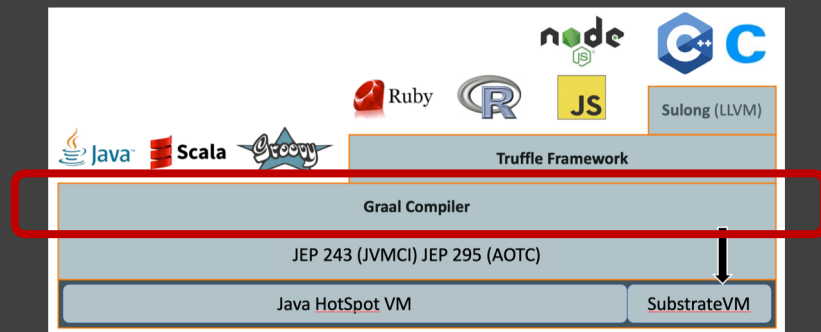 node
JS
C++
C
Ruby
R
JS
Sulong (LLVM)
Java
Scala
Groovy
Truffle Framework
Graal Compiler
JEP 243 (JVMCI) JEP 295 (AOTC)
Java HotSpot VM
SubstrateVM